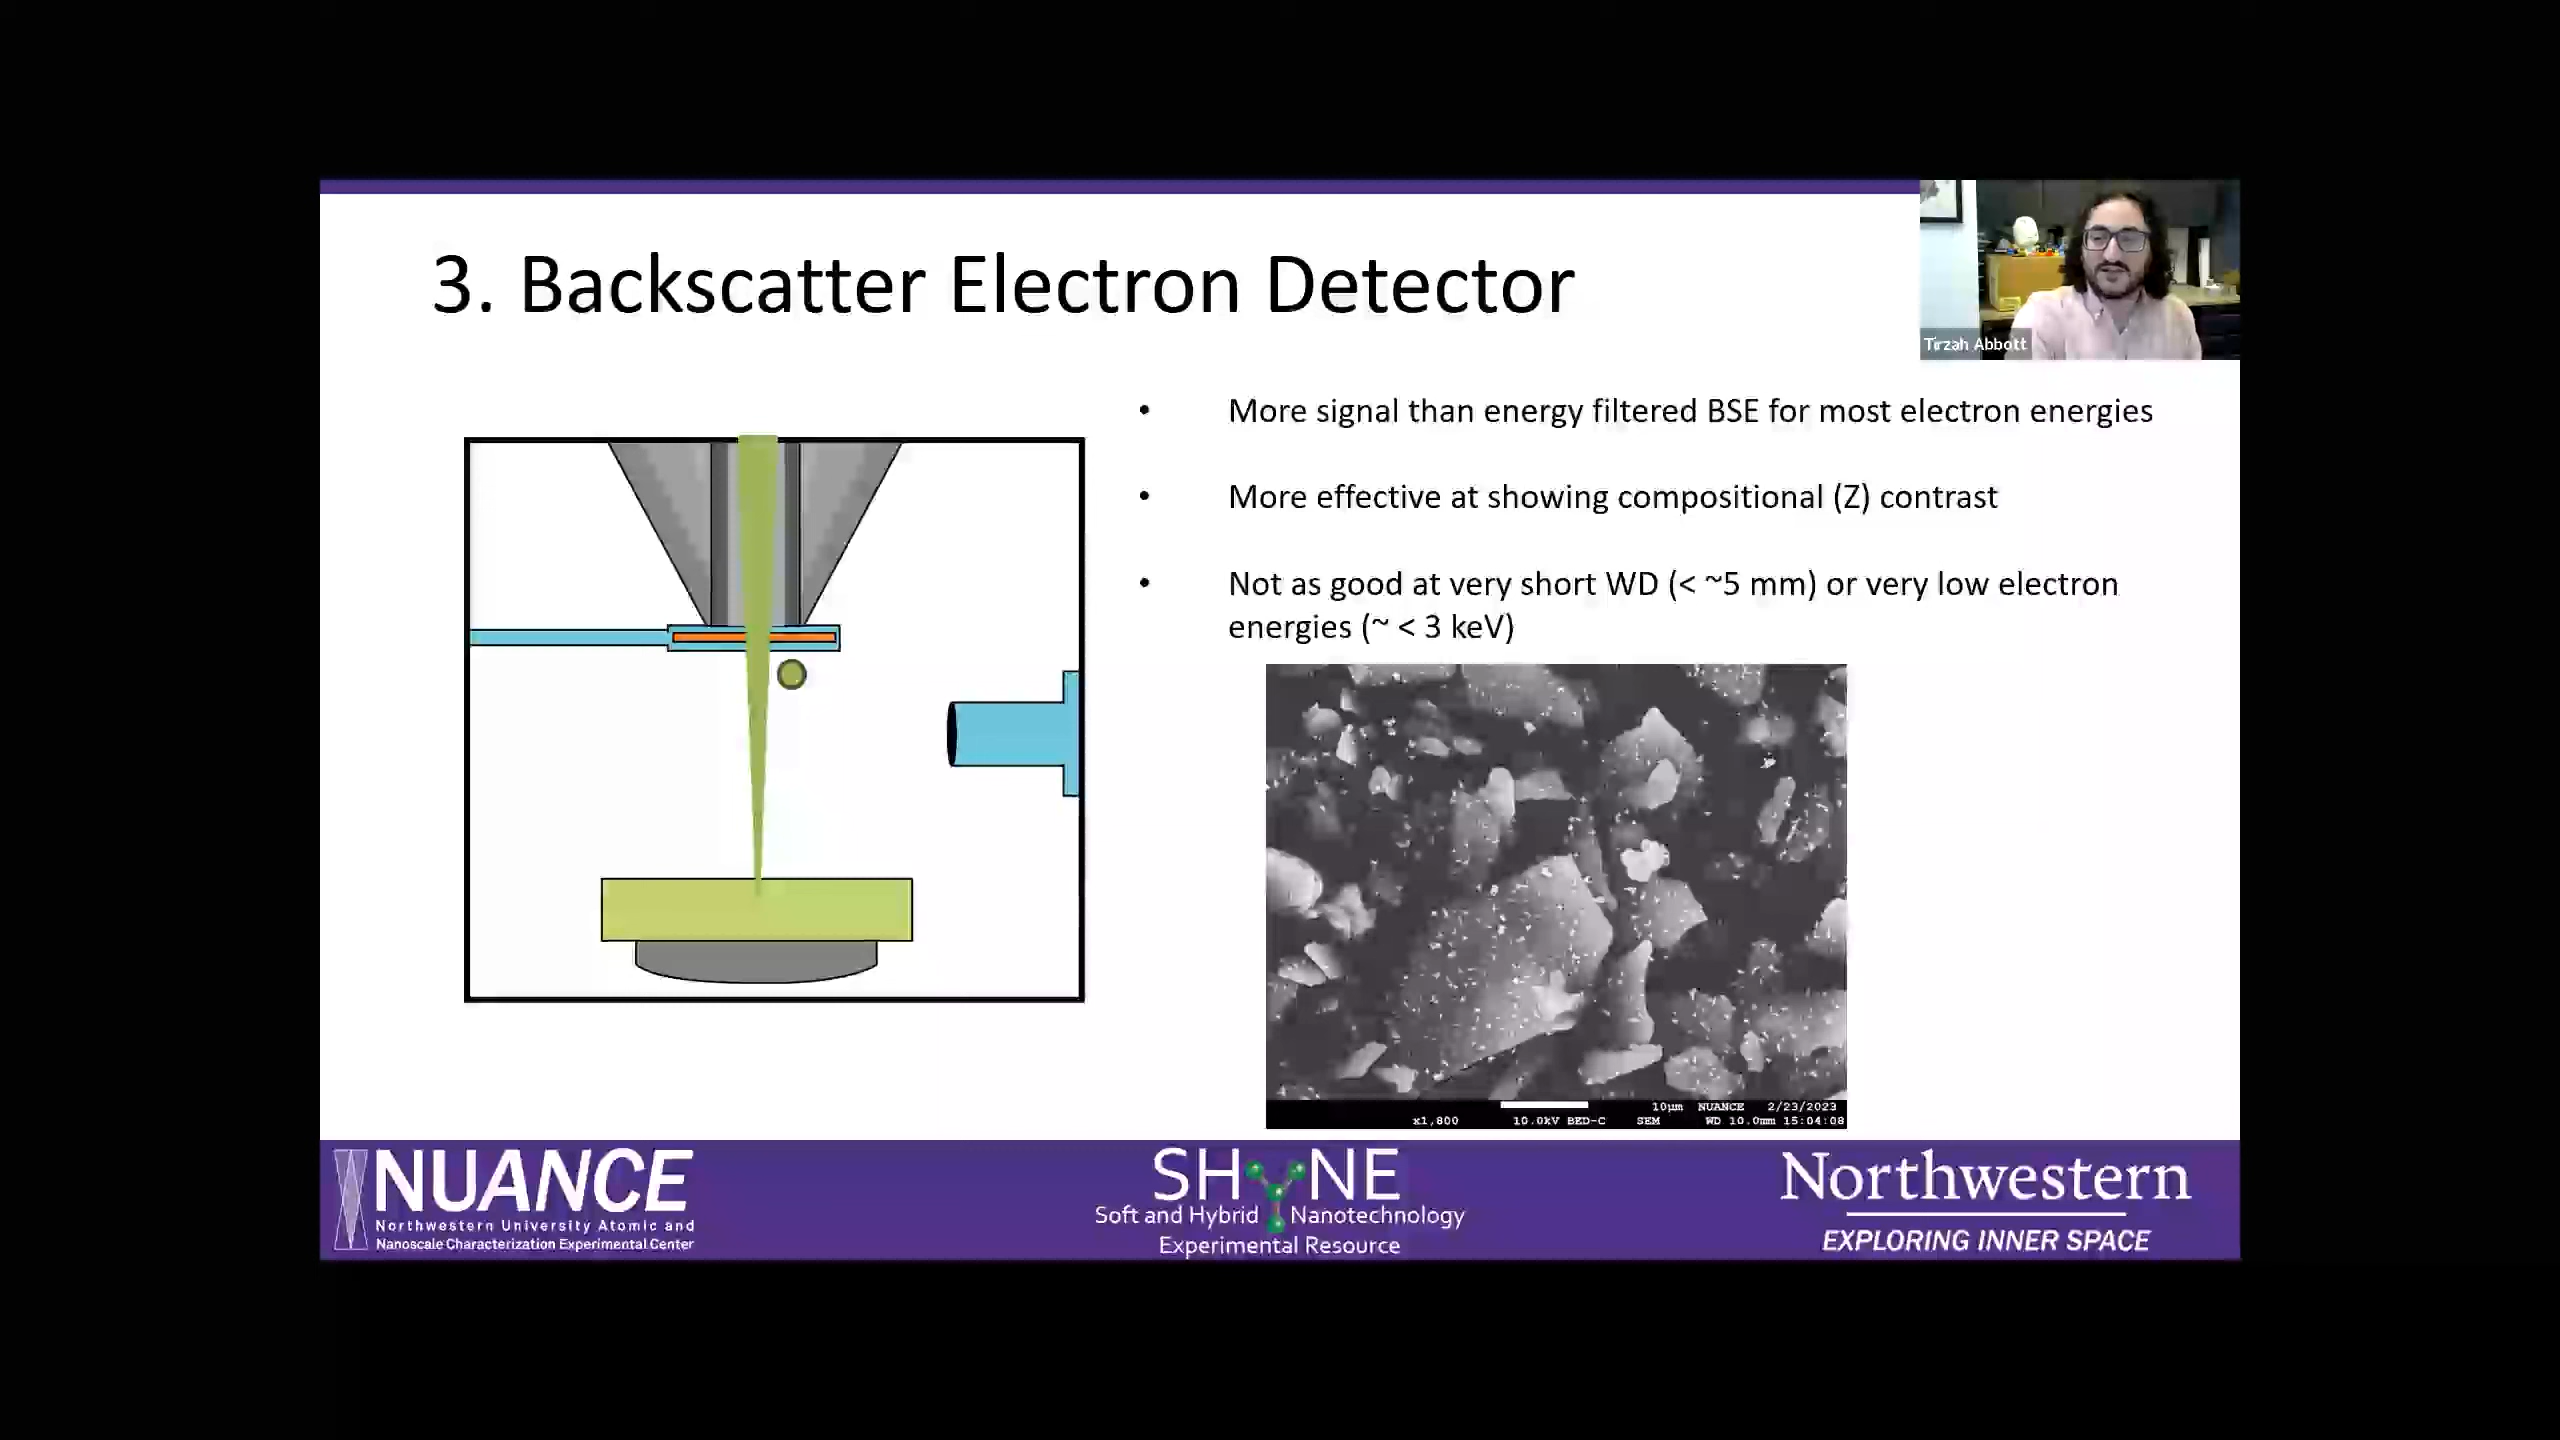 3. Backscatter Electron Detector
Tirzah Abbott
• More signal than energy filtered BSE for most electron energies
• More effective at showing compositional (Z) contrast
• Not as good at very short WD (< ~5 mm) or very low electron
energies (~ < 3 keV)
10µm NUANCE 2/23/2023
x1,800 10.0kV BED-C SEM WD 10.0mm 15:04:08
NUANCE
Northwestern University Atomic and
Nanoscale Characterization Experimental Center
SHYNE
Soft and Hybrid Nanotechnology
Experimental Resource
Northwestern
EXPLORING INNER SPACE